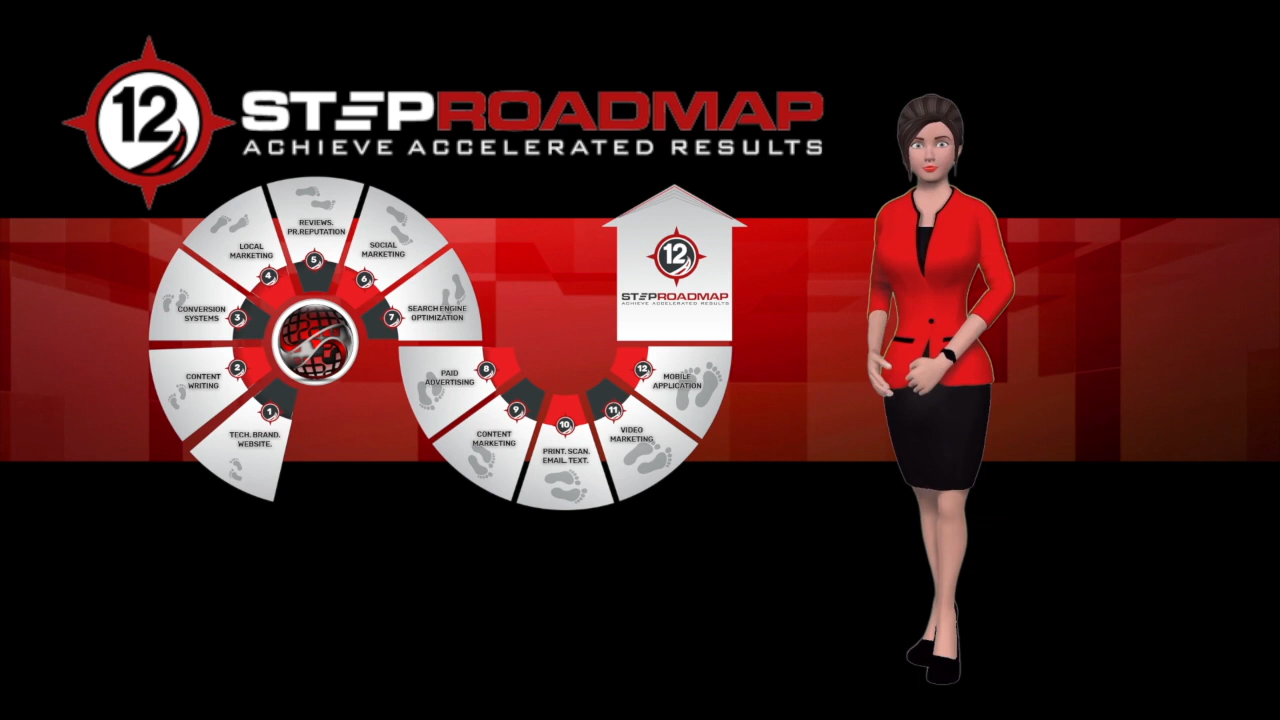 12
STEPROADMAP
ACHIEVE ACCELERATED RESULTS
1
TECH. BRAND.
WEBSITE.
2
CONTENT
WRITING
3
CONVERSION
SYSTEMS
4
LOCAL
MARKETING
5
REVIEWS.
PR.REPUTATION
6
SOCIAL
MARKETING
7
SEARCH ENGINE
OPTIMIZATION
8
PAID
ADVERTISING
9
CONTENT
MARKETING
10
PRINT. SCAN.
EMAIL. TEXT.
11
VIDEO
MARKETING
12
MOBILE
APPLICATION
12
STEPROADMAP
ACHIEVE ACCELERATED RESULTS